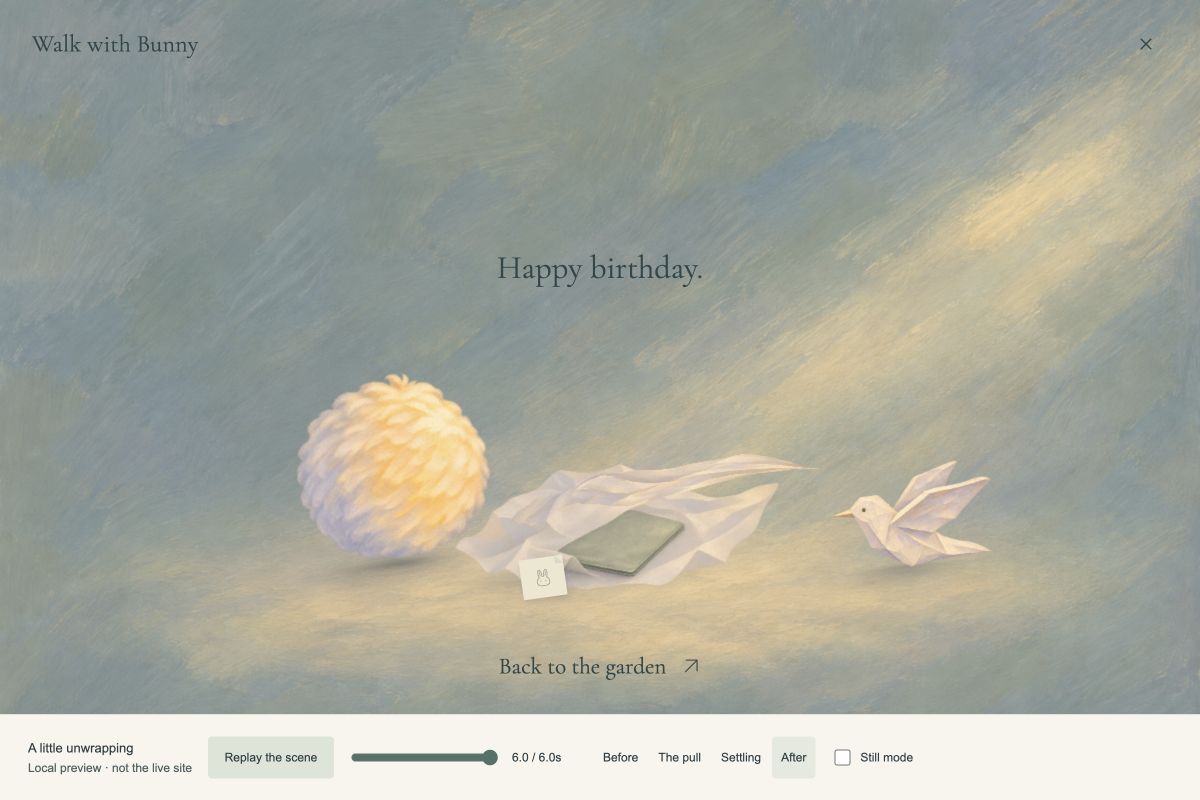 Walk with Bunny
Happy birthday.
Back to the garden
A little unwrapping
Local preview · not the live site
Replay the scene
6.0 / 6.0s
Before
The pull
Settling
After
Still mode